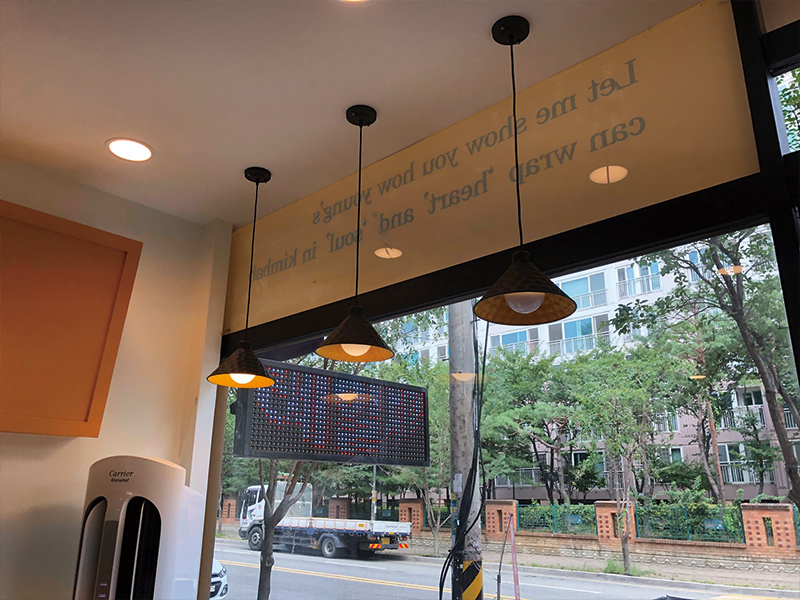 Let me show you how young's
can wrap 'heart' and 'soul' in kimbab
Carrier